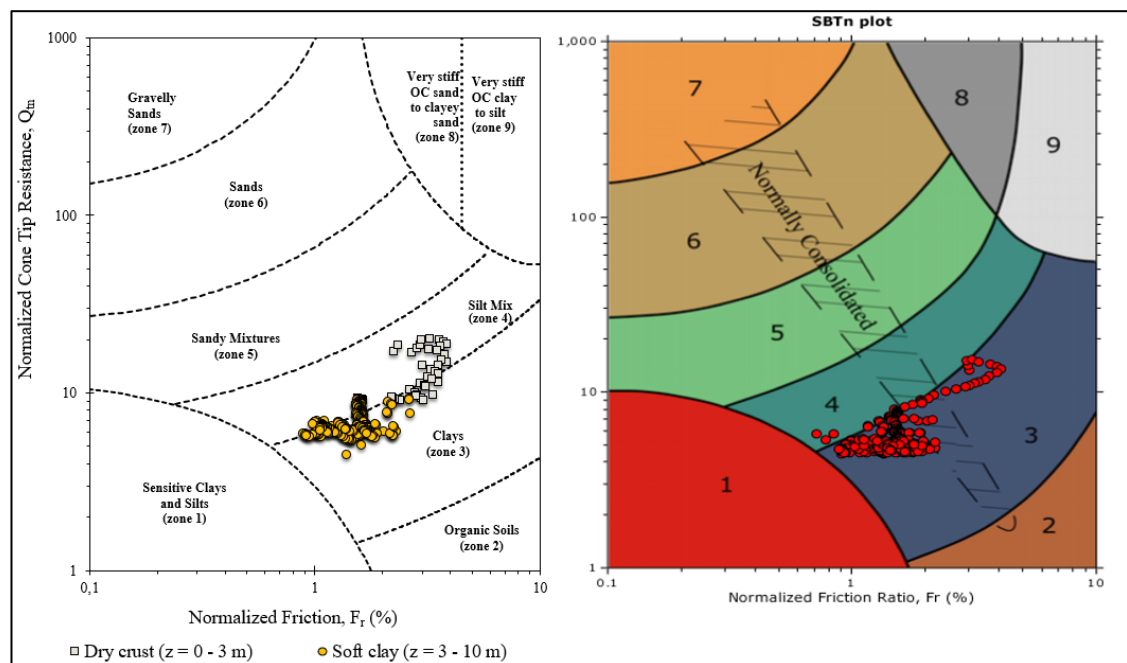 1000
100
10
1
0,1
1
10
Normalized Cone Tip Resistance, Qtn
Normalized Friction, Fr (%)
Gravelly
Sands
(zone 7)
Sands
(zone 6)
Sandy Mixtures
(zone 5)
Very stiff
OC sand
to clayey
sand
(zone 8)
Very stiff
OC clay
to silt
(zone 9)
Silt Mix
(zone 4)
Clays
(zone 3)
Sensitive Clays
and Silts
(zone 1)
Organic Soils
(zone 2)
Dry crust (z = 0 - 3 m)
Soft clay (z = 3 - 10 m)
SBTn plot
1,000
100
10
1
0.1
1
10
Normalized Friction Ratio, Fr (%)
7
8
9
6
Normally Consolidated
5
4
3
1
2